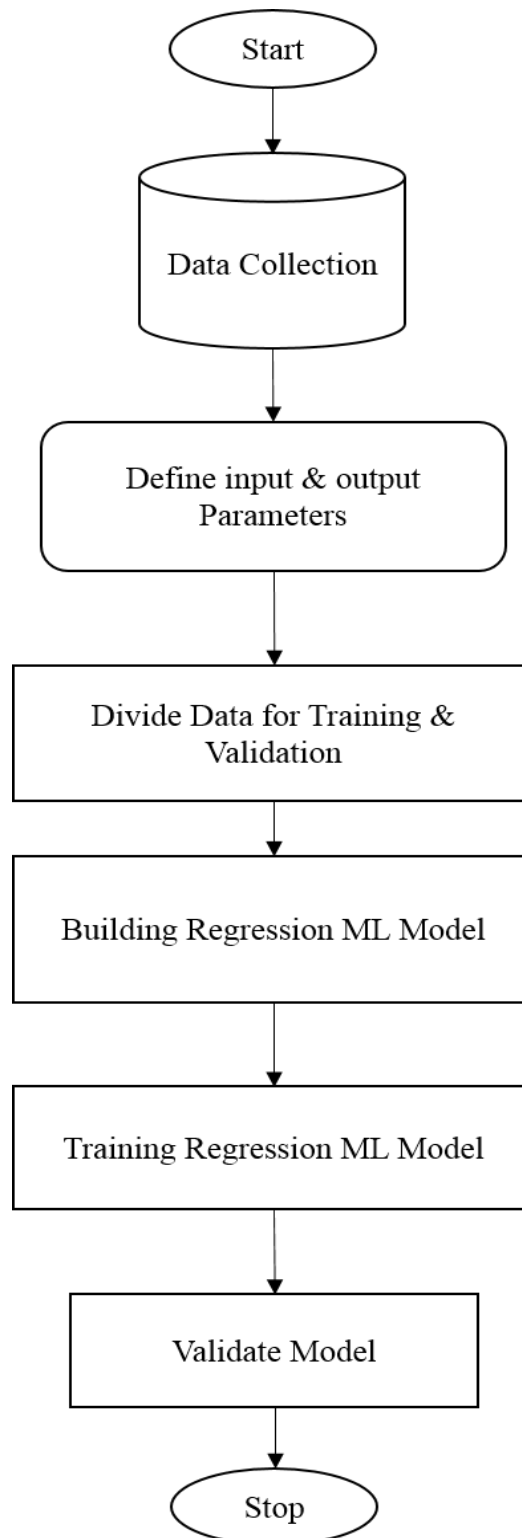 Start
Data Collection
Define input & output
Parameters
Divide Data for Training &
Validation
Building Regression ML Model
Training Regression ML Model
Validate Model
Stop